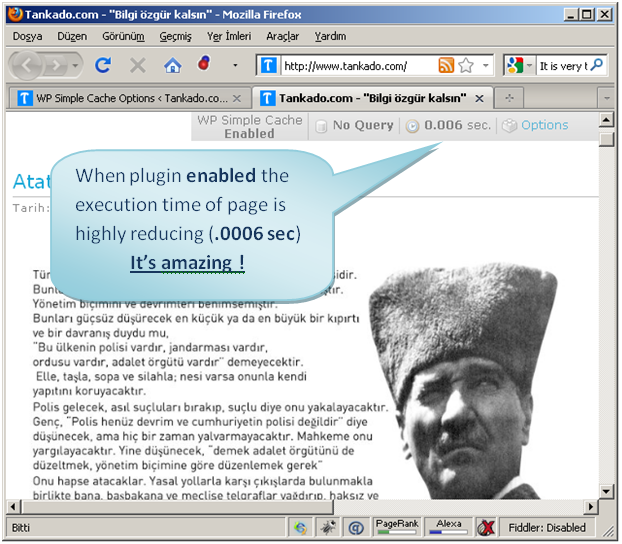 Tankado.com - "Bilgi özgür kalsın" - Mozilla Firefox
Dosya Düzen Görünüm Geçmiş Yer İmleri Araçlar Yardım
http://www.tankado.com/ It is very t
WP Simple Cache Options < Tankado.co... Tankado.com - "Bilgi özgür kalsın"
WP Simple Cache
Enabled
No Query 0.006 sec. Options
When plugin enabled the
execution time of page is
highly reducing (.0006 sec)
It's amazing !
Atat
Tarih:
Tür sidir.
Bunl ştır.
Yönetim biçimini ve devrimleri benimsemiştir.
Bunları güçsüz düşürecek en küçük ya da en büyük bir kıpırtı
ve bir davranış duydu mu,
"Bu ülkenin polisi vardır, jandarması vardır,
ordusu vardır, adalet örgütü vardır" demeyecektir.
Elle, taşla, sopa ve silahla; nesi varsa onunla kendi
yapıtını koruyacaktır.
Polis gelecek, asıl suçluları bırakıp, suçlu diye onu yakalayacaktır.
Genç, "Polis henüz devrim ve cumhuriyetin polisi değildir" diye
düşünecek, ama hiç bir zaman yalvarmayacaktır. Mahkeme onu
yargılayacaktır. Yine düşünecek, "demek adalet örgütünü de
düzeltmek, yönetim biçimine göre düzenlemek gerek"
Onu hapse atacaklar. Yasal yollarla karşı çıkışlarda bulunmakla
birlikte bana, başbakana ve meclise telgraflar yağdırıp, haksız ve
Bitti PageRank Alexa Fiddler: Disabled